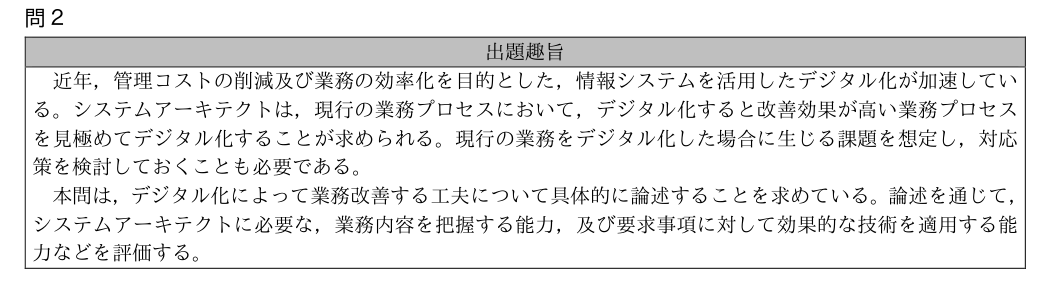 問2
出題趣旨
近年，管理コストの削減及び業務の効率化を目的とした，情報システムを活用したデジタル化が加速してい
る。システムアーキテクトは，現行の業務プロセスにおいて，デジタル化すると改善効果が高い業務プロセス
を見極めてデジタル化することが求められる。現行の業務をデジタル化した場合に生じる課題を想定し，対応
策を検討しておくことも必要である。
本問は，デジタル化によって業務改善する工夫について具体的に論述することを求めている。論述を通じて，
システムアーキテクトに必要な，業務内容を把握する能力，及び要求事項に対して効果的な技術を適用する能
力などを評価する。